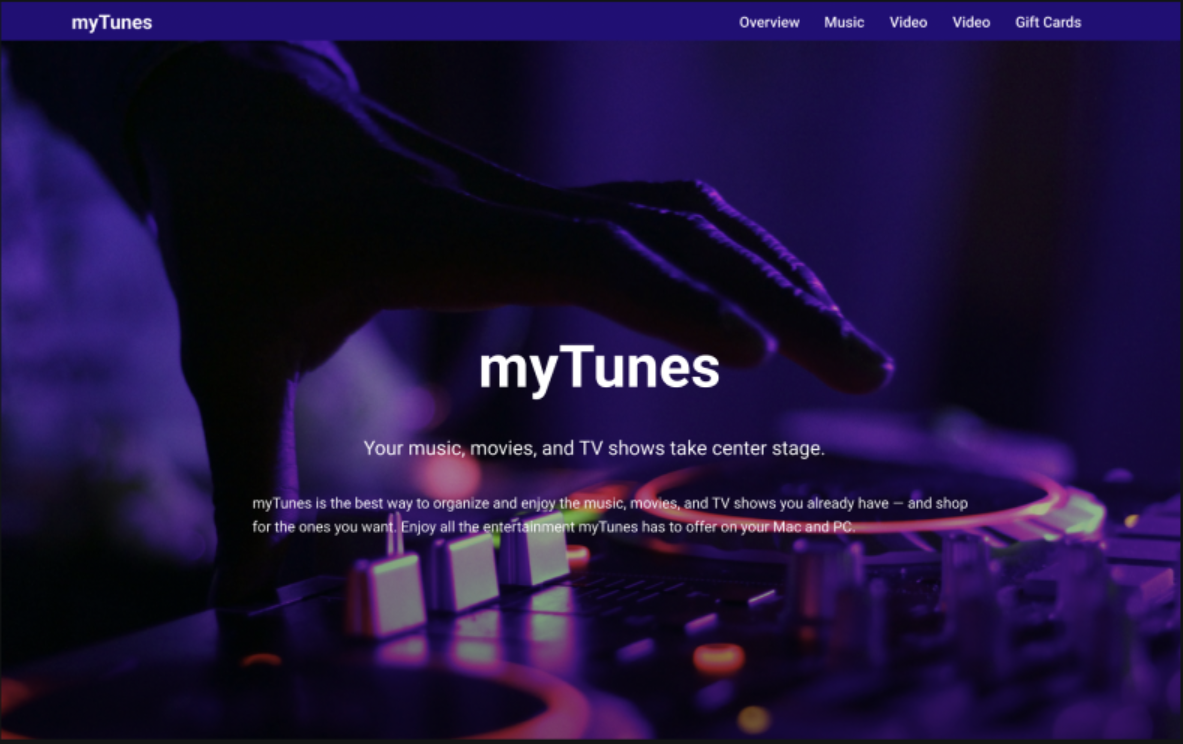 myTunes
Overview Music Video Video Gift Cards
myTunes
Your music, movies, and TV shows take center stage.
myTunes is the best way to organize and enjoy the music, movies, and TV shows you already have — and shop
for the ones you want. Enjoy all the entertainment myTunes has to offer on your Mac and PC.